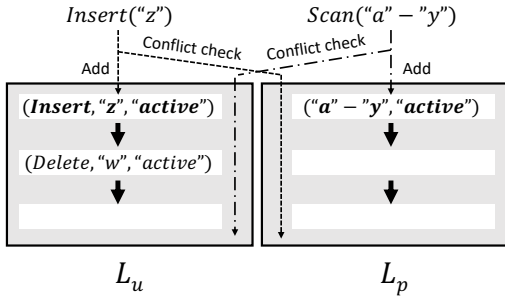 Insert(“z”)
Scan(“a” − ”y”)
Conflict check
Conflict check
Add
Add
(Insert,“z”,“active”)
(“a” − ”y”,“active”)
(Delete,“w”,“active”)
L_u
L_p